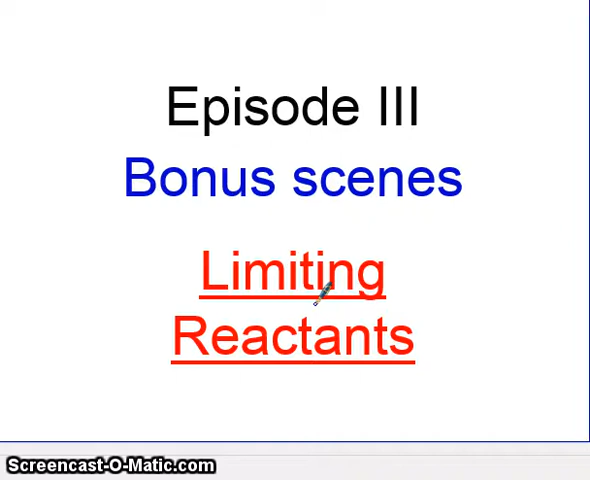 Episode III
Bonus scenes
Limiting
Reactants
Screencast-O-Matic.com